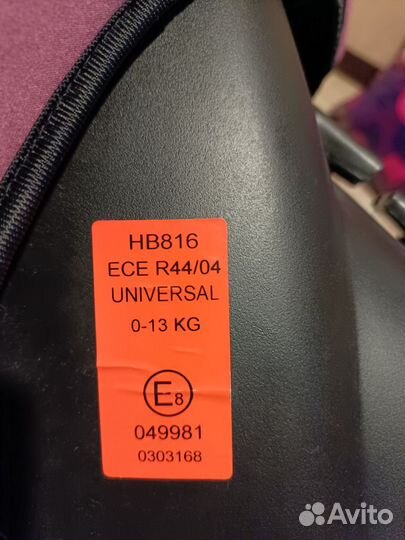 HB816
ECE R44/04
UNIVERSAL
0-13 KG
E8
049981
0303168
Avito